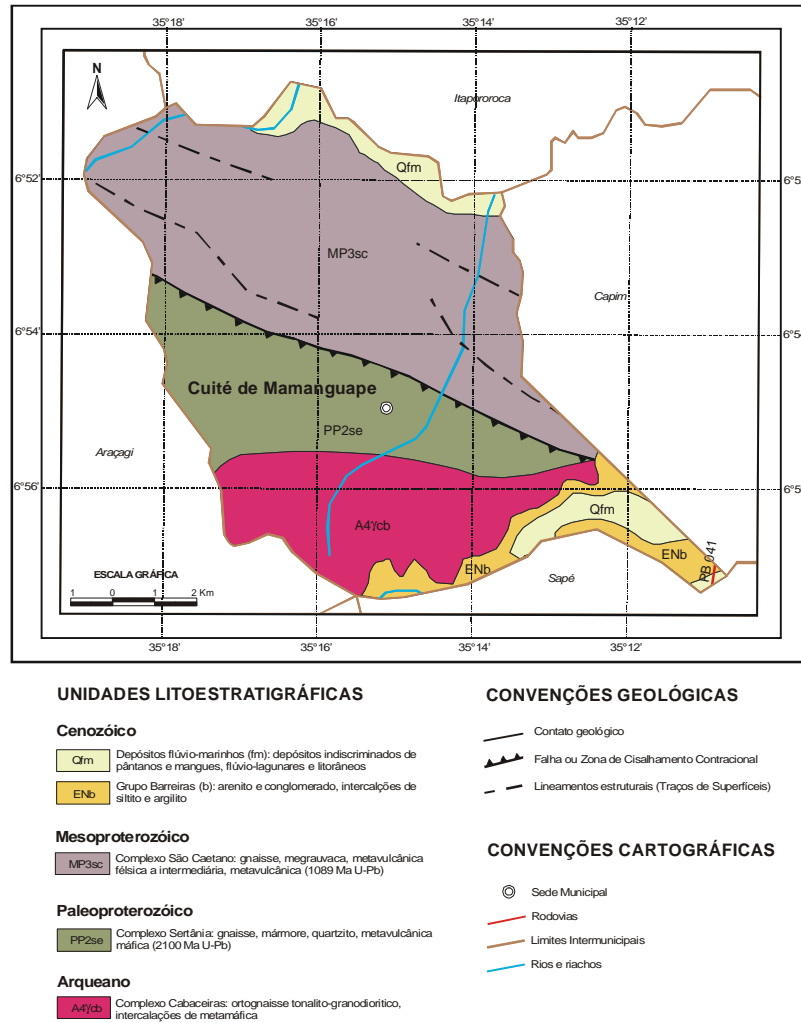 35°18' 35°16' 35°14' 35°12'
N
Itapororoca
Qfm
6°52' 6°5
MP3sc
Capim
6°54' 6°54
Cuité de Mamanguape
PP2se
Araçagi
6°56' 6°5
Qfm
A4γcb
PB 041
ENb
ENb
Sapé
ESCALA GRÁFICA
1 0 1 2 Km
35°18' 35°16' 35°14' 35°12'
UNIDADES LITOESTRATIGRÁFICAS
Cenozóico
Qfm Depósitos flúvio-marinhos (fm): depósitos indiscriminados de
pântanos e mangues, flúvio-lagunares e litorâneos
ENb Grupo Barreiras (b): arenito e conglomerado, intercalções de
siltito e argilito
Mesoproterozóico
MP3sc Complexo São Caetano: gnaisse, megrauvaca, metavulcânica
félsica a intermediária, metavulcânica (1089 Ma U-Pb)
Paleoproterozóico
PP2se Complexo Sertânia: gnaisse, mármore, quartzito, metavulcânica
máfica (2100 Ma U-Pb)
Arqueano
A4γcb Complexo Cabaceiras: ortognaisse tonalito-granodioritico,
intercalações de metamáfica
CONVENÇÕES GEOLÓGICAS
Contato geológico
Falha ou Zona de Cisalhamento Contracional
Lineamentos estruturais (Traços de Superfíceis)
CONVENÇÕES CARTOGRÁFICAS
Sede Municipal
Rodovias
Limites Intermunicipais
Rios e riachos